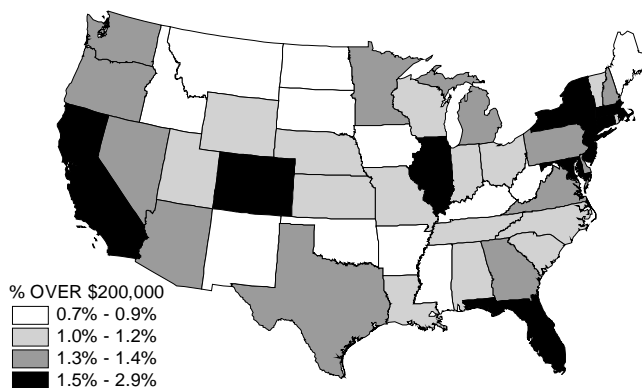 % OVER $200,000
0.7% - 0.9%
1.0% - 1.2%
1.3% - 1.4%
1.5% - 2.9%